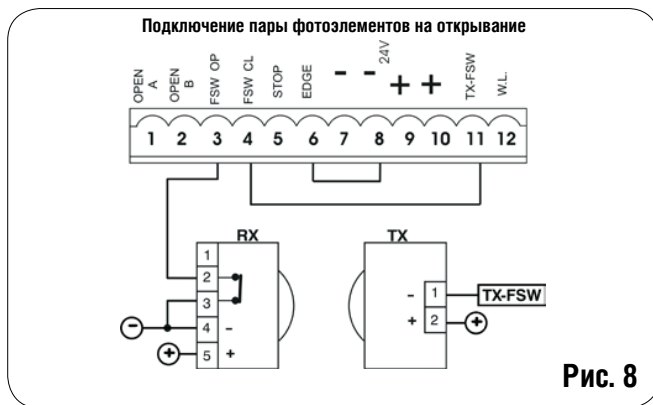 Подключение пары фотоэлементов на открывание
OPEN A
OPEN B
FSW OP
FSW CL
STOP
EDGE
- - 24V + +
TX-FSW
W.L.
1 2 3 4 5 6 7 8 9 10 11 12
RX
1
2
3
4 -
5 +
-
+
TX
- 1 TX-FSW
+ 2 +
Рис. 8